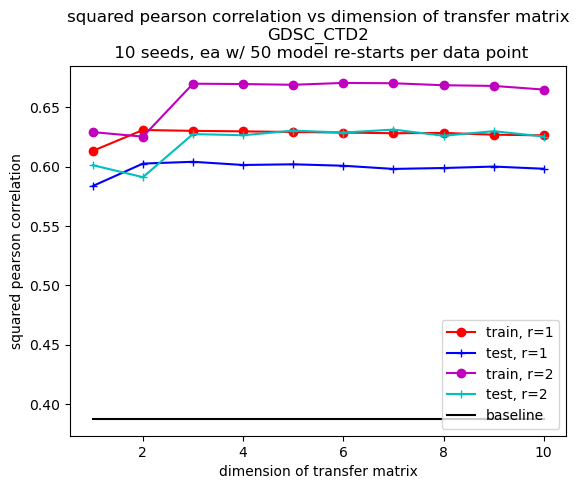 squared pearson correlation vs dimension of transfer matrix
GDSC_CTD2
10 seeds, ea w/ 50 model re-starts per data point
squared pearson correlation
0.65
0.60
0.55
0.50
0.45
0.40
train, r=1
test, r=1
train, r=2
test, r=2
baseline
2
4
6
8
10
dimension of transfer matrix